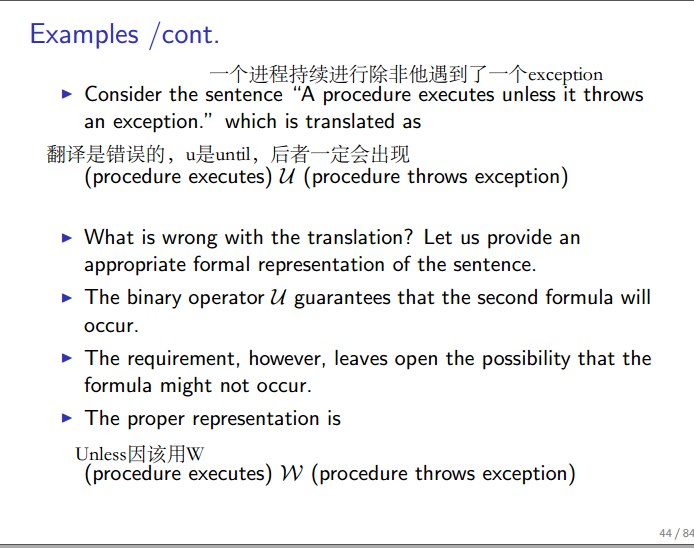 Examples /cont.
一个进程持续进行除非他遇到了一个exception
▶ Consider the sentence “A procedure executes unless it throws
an exception.” which is translated as
翻译是错误的，u是until，后者一定会出现
(procedure executes) 𝒰 (procedure throws exception)
▶ What is wrong with the translation? Let us provide an
appropriate formal representation of the sentence.
▶ The binary operator 𝒰 guarantees that the second formula will
occur.
▶ The requirement, however, leaves open the possibility that the
formula might not occur.
▶ The proper representation is
Unless因该用W
(procedure executes) 𝒲 (procedure throws exception)
44 / 84